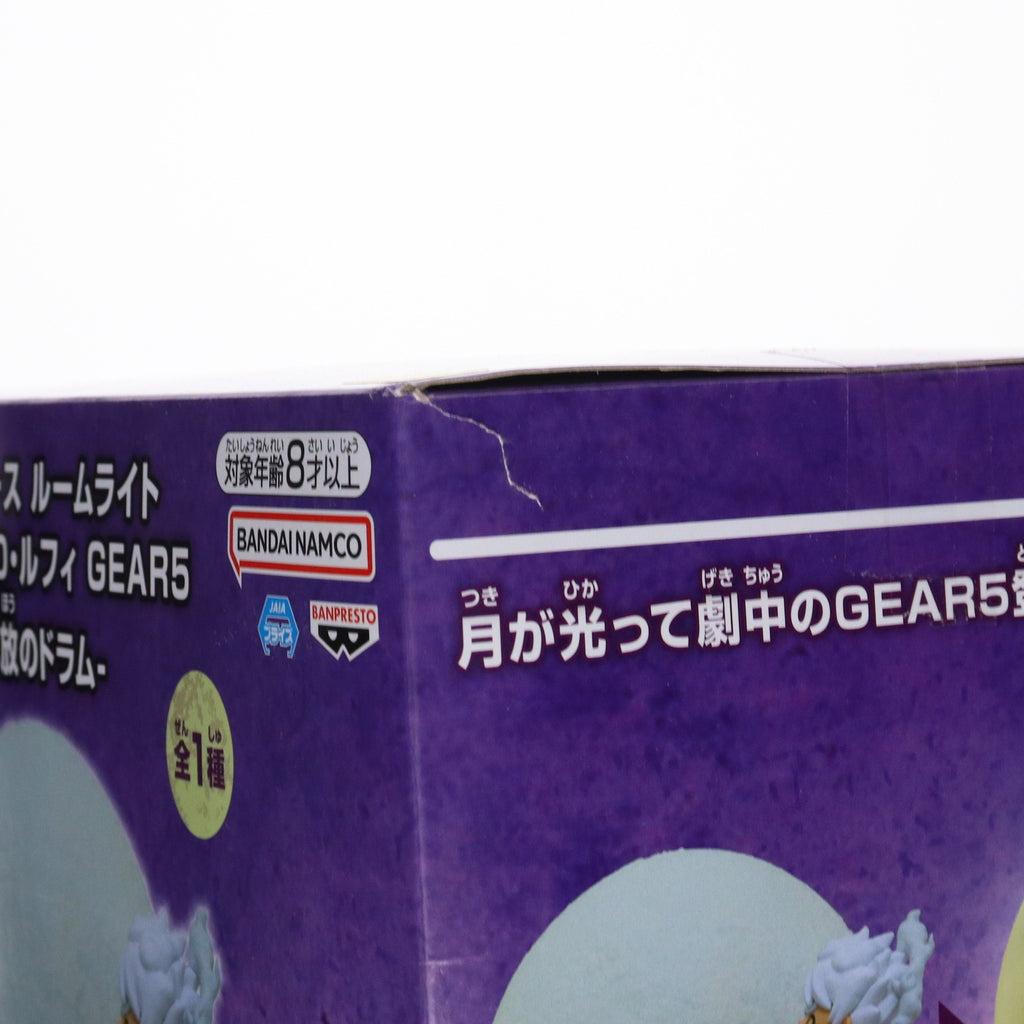 ス ルームライト
D・ルフィ GEAR5
ほう
放のドラム-
たいしょうねんれい さい い じょう
対象年齢8才以上
BANDAI NAMCO
JAIA
プライズ
BANPRESTO
ぜん しゅ
全1種
つき ひか げき ちゅう
月が光って劇中のGEAR5